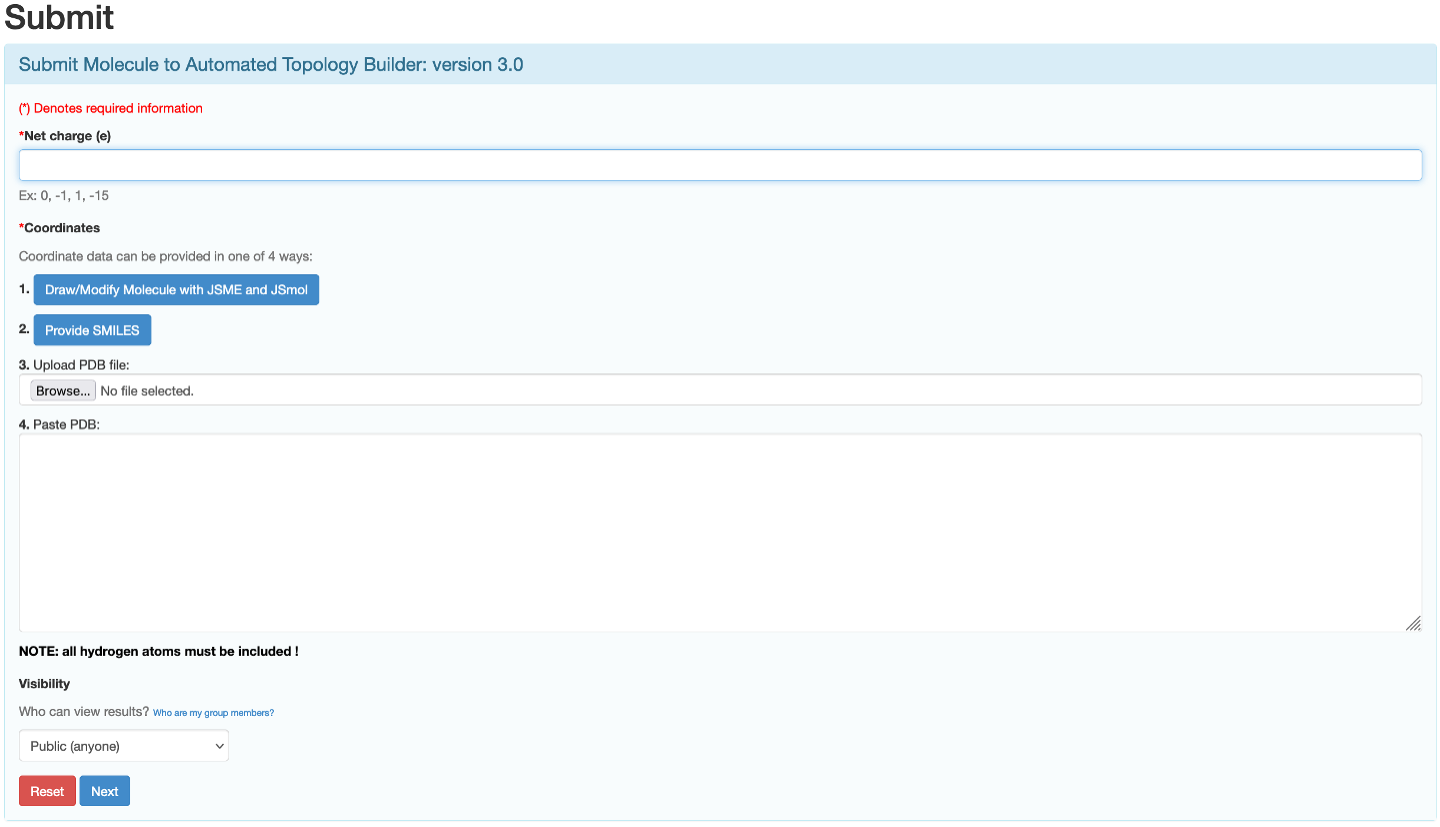 Submit
Submit Molecule to Automated Topology Builder: version 3.0
(*) Denotes required information
*Net charge (e)
Ex: 0, -1, 1, -15
*Coordinates
Coordinate data can be provided in one of 4 ways:
1. Draw/Modify Molecule with JSME and JSmol
2. Provide SMILES
3. Upload PDB file:
Browse... No file selected.
4. Paste PDB:
NOTE: all hydrogen atoms must be included !
Visibility
Who can view results? Who are my group members?
Public (anyone)
Reset Next